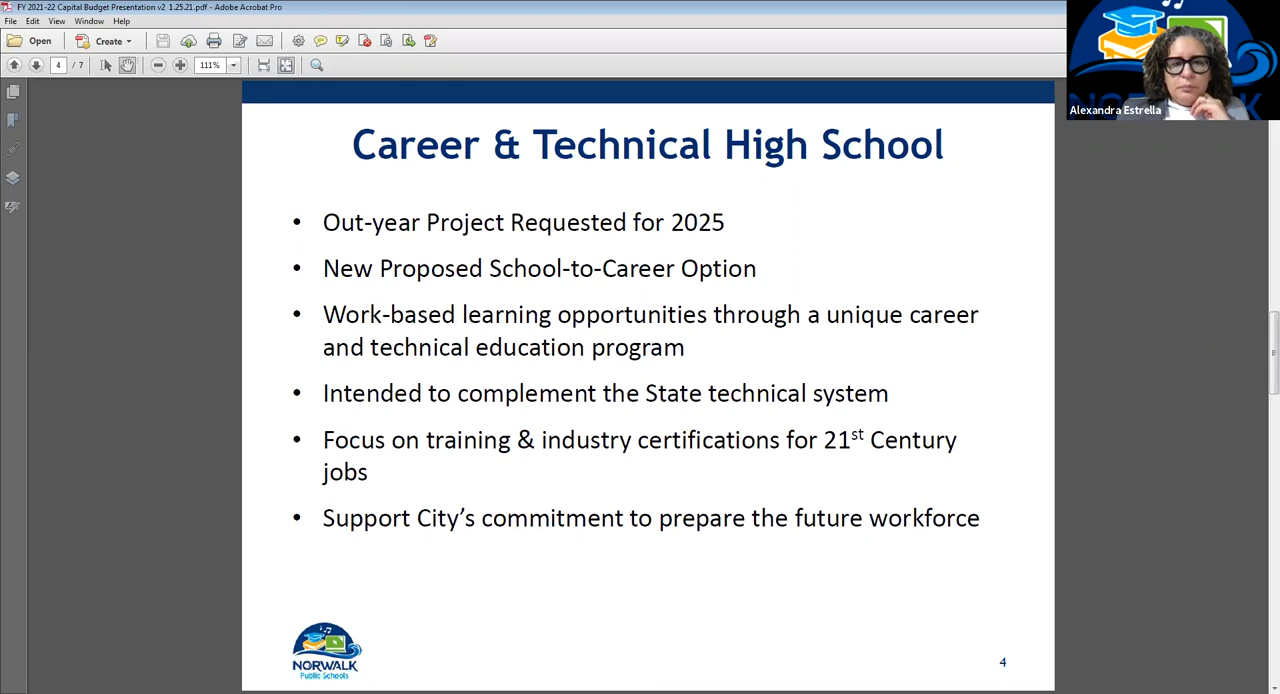 FY 2021-22 Capital Budget Presentation v2 1.25.21.pdf - Adobe Acrobat Pro
File Edit View Window Help
Open Create
4 / 7 111%
Alexandra Estrella
Career & Technical High School
• Out-year Project Requested for 2025
• New Proposed School-to-Career Option
• Work-based learning opportunities through a unique career
and technical education program
• Intended to complement the State technical system
• Focus on training & industry certifications for 21st Century
jobs
• Support City's commitment to prepare the future workforce
NORWALK
Public Schools
4